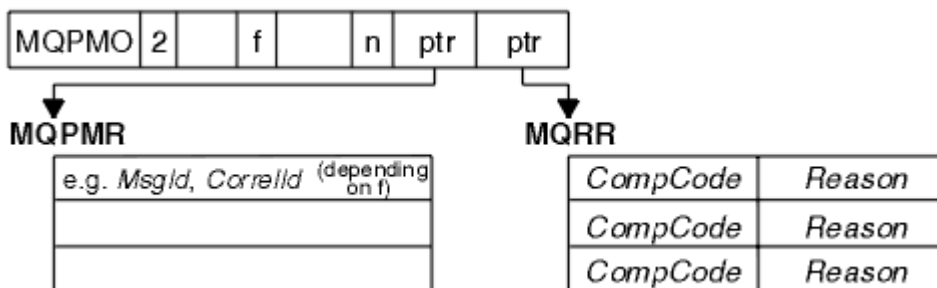 MQPMO 2 f n ptr ptr
MQPMR MQRR
e.g. MsgId, CorrelId (depending on f) CompCode Reason
CompCode Reason
CompCode Reason